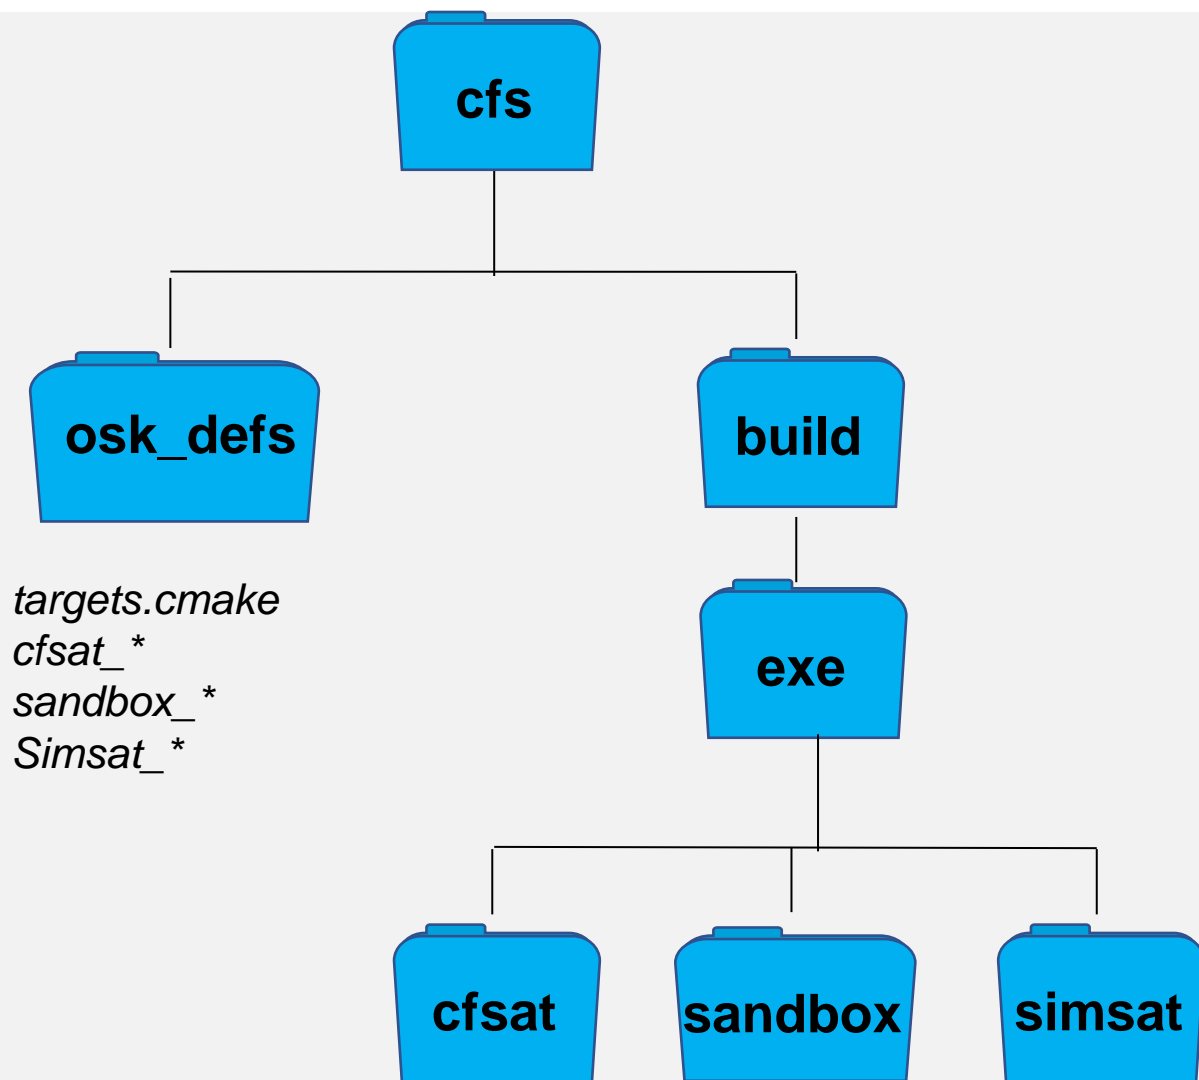 cfs
osk_defs
build
targets.cmake
cfsat_*
sandbox_*
Simsat_*
exe
cfsat
sandbox
simsat